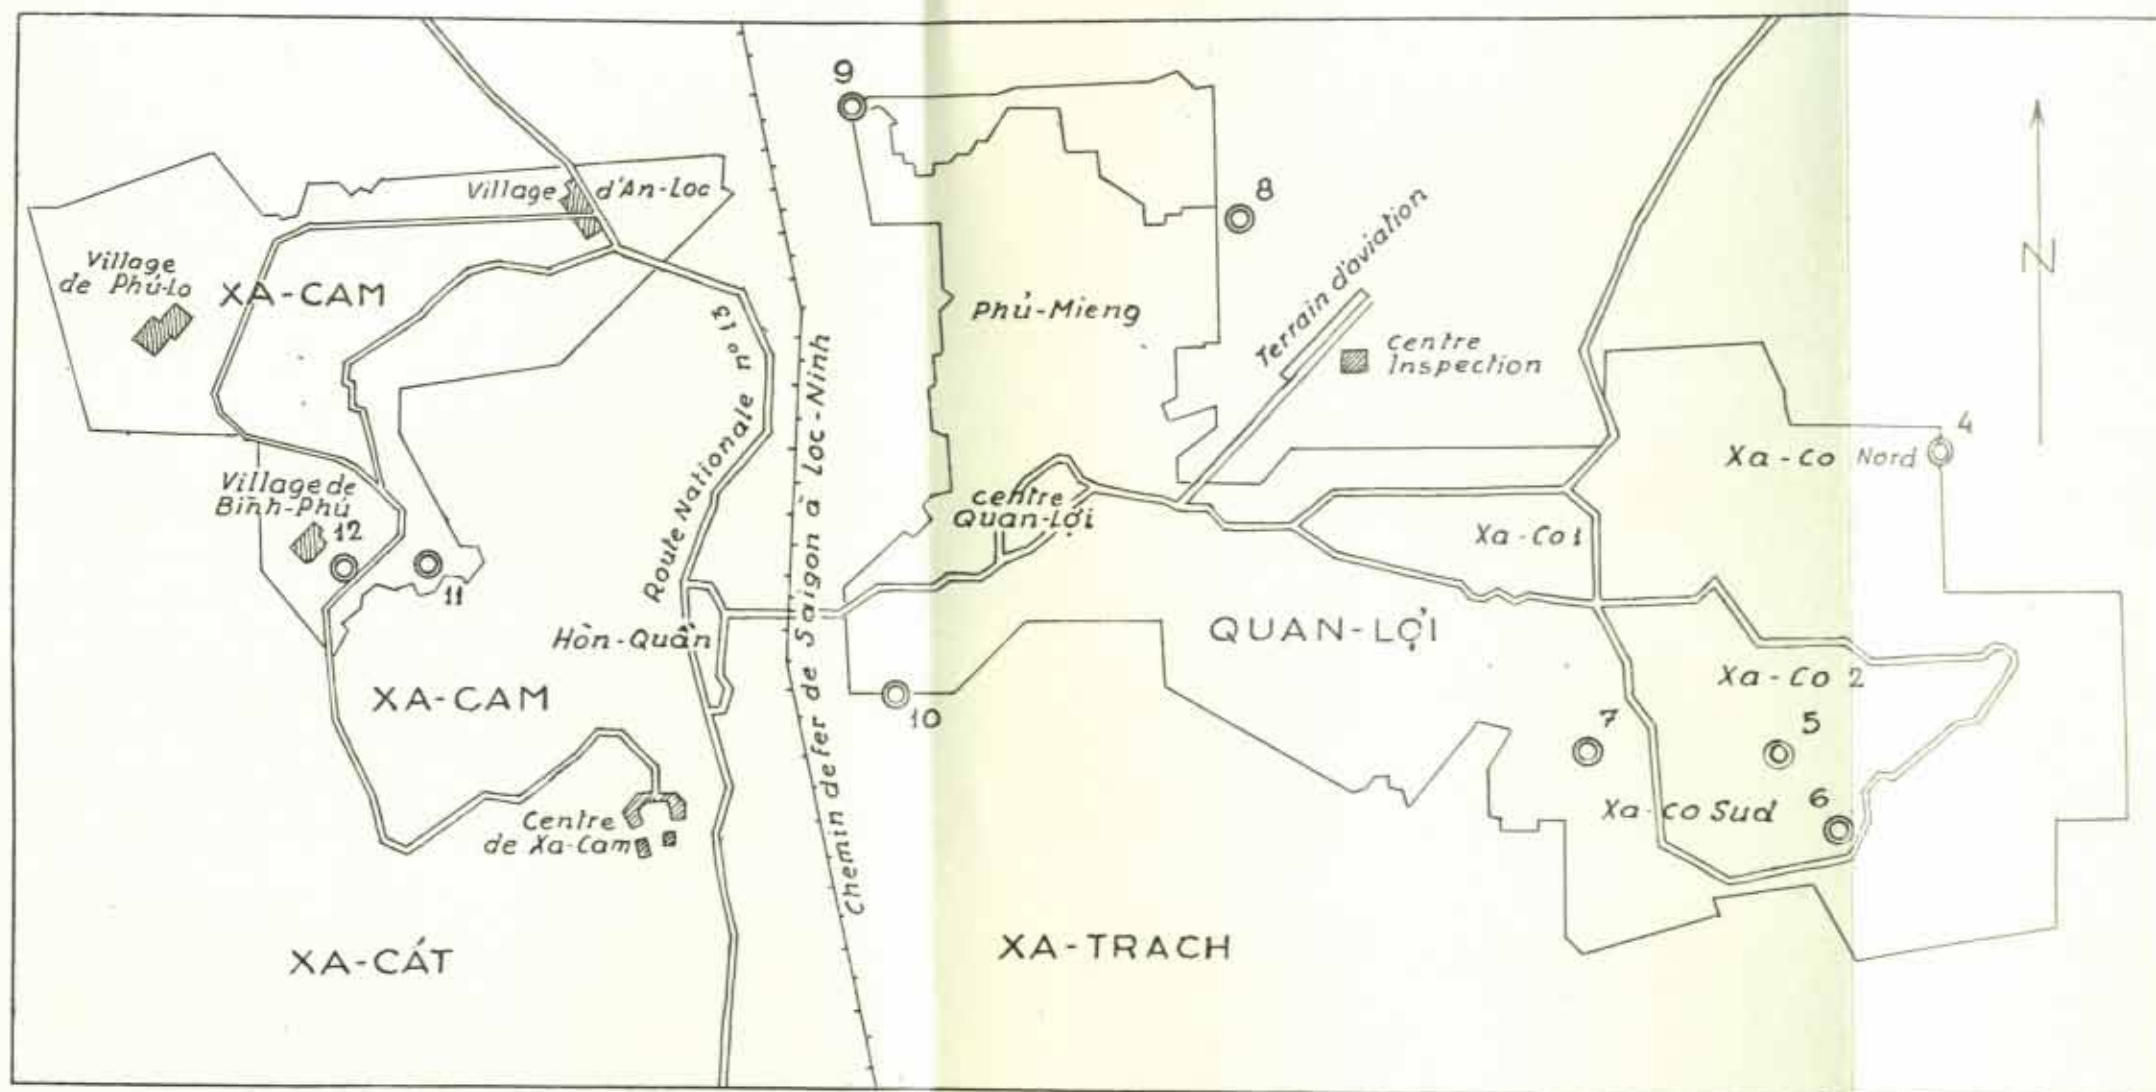 9
8
Village d'An-Loc
Village
de Phú-Lo
XA-CAM
Phủ-Mieng
Terrain d'aviation
Centre
Inspection
N
Route Nationale nº 13
Chemin de fer de Saigon à Loc-Ninh
4
Xa-Co Nord
Village de
Bình-Phú
12
11
Centre
Quan-Lợi
Xa-Co 1
Hòn-Quản
QUAN-LỢI
XA-CAM
Xa-Co 2
10
7
5
6
Xa-Co Sud
Centre
de Xa-Cam
XA-CÁT
XA-TRACH